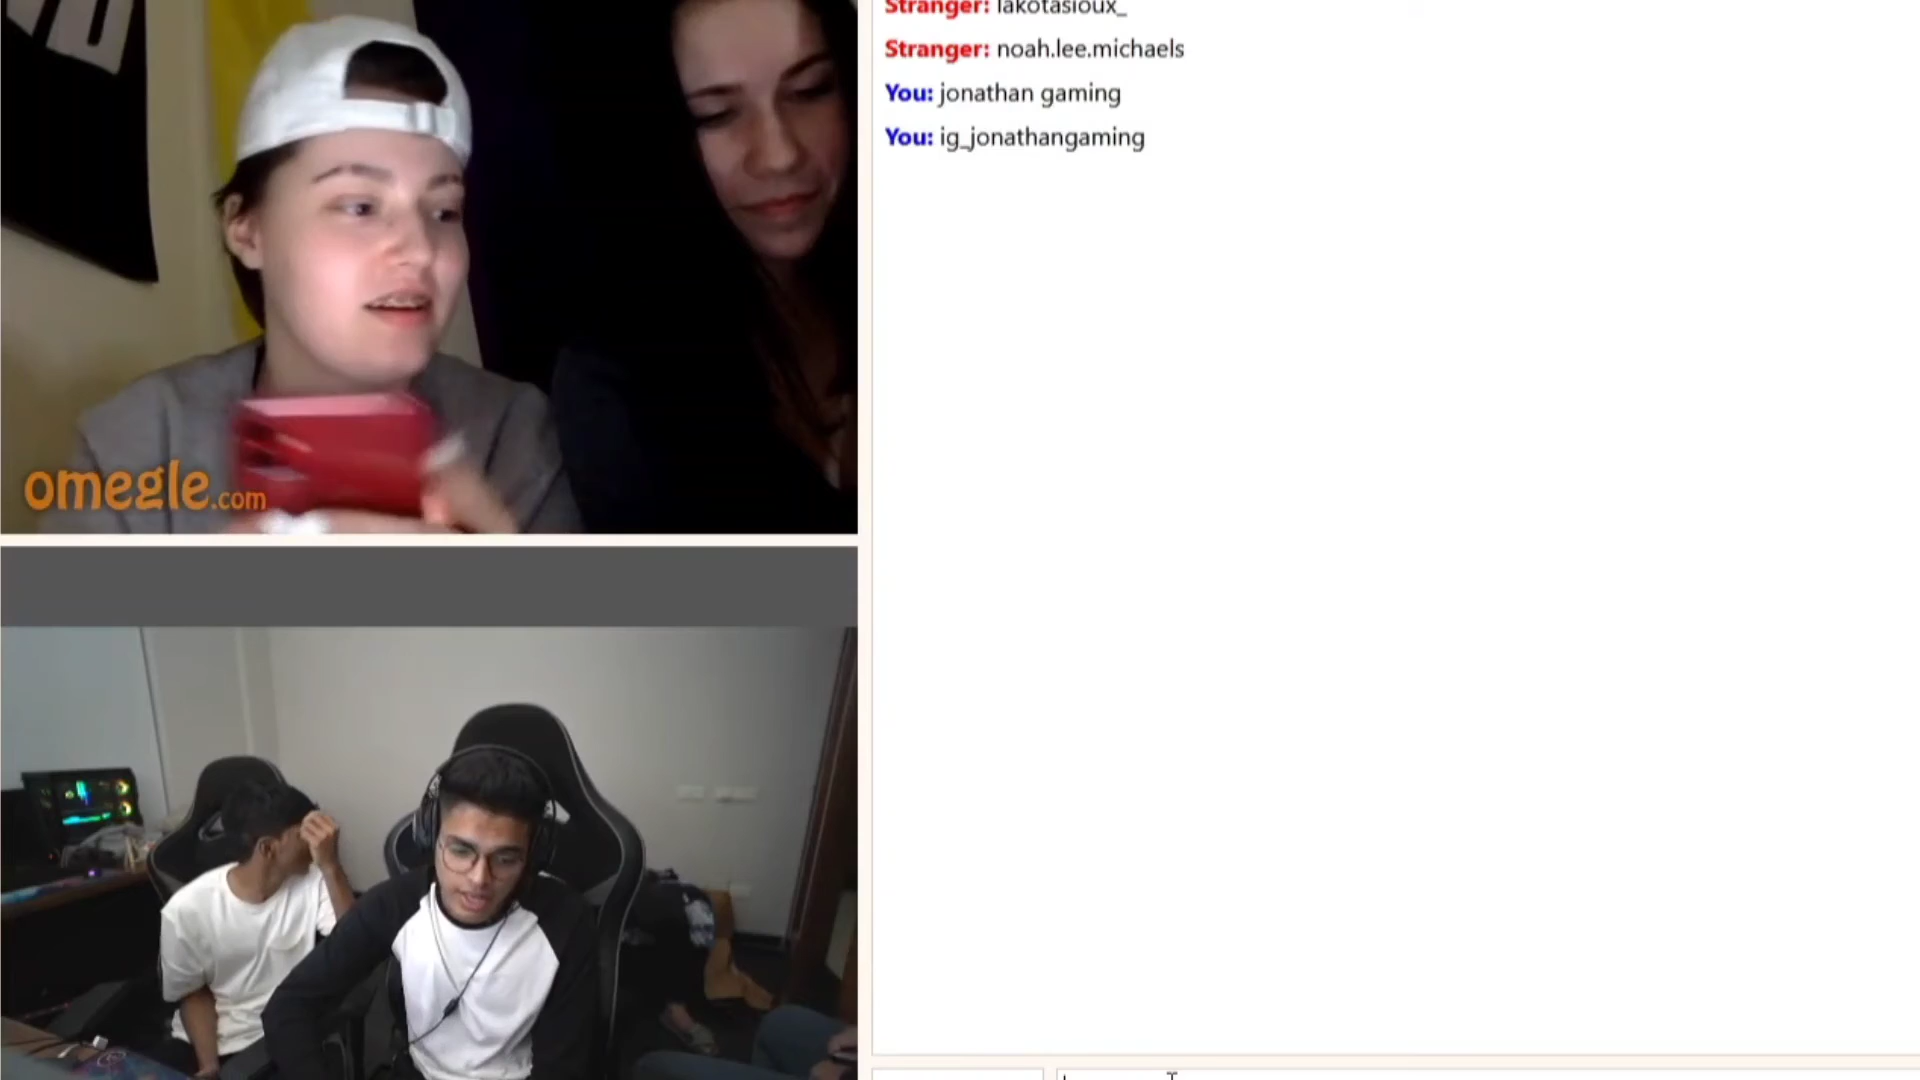 Stranger: lakotasioux_
Stranger: noah.lee.michaels
You: jonathan gaming
You: ig_jonathangaming
omegle.com